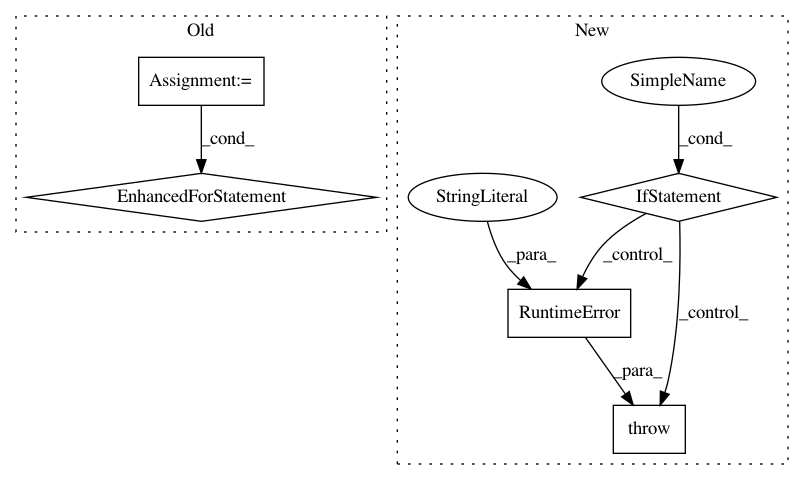 Old
New
Assignment:=
SimpleName
_cond_
_cond_
EnhancedForStatement
StringLiteral
IfStatement
_para_
_control_
_control_
RuntimeError
_para_
throw